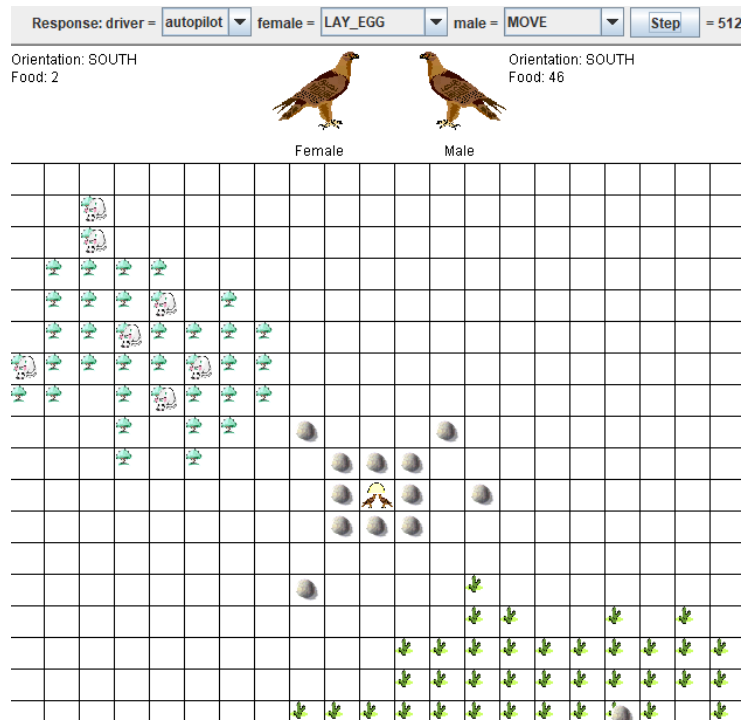 Response: driver = autopilot female = LAY_EGG male = MOVE Step = 512
Orientation: SOUTH
Food: 2
Orientation: SOUTH
Food: 46
Female
Male